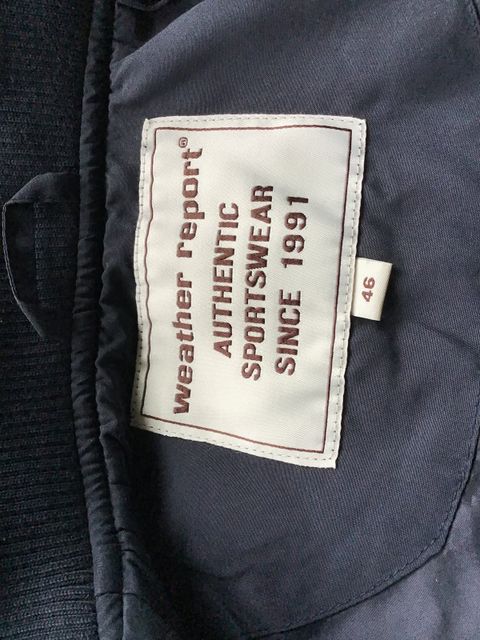 weather report®
AUTHENTIC
SPORTSWEAR
SINCE 1991
46